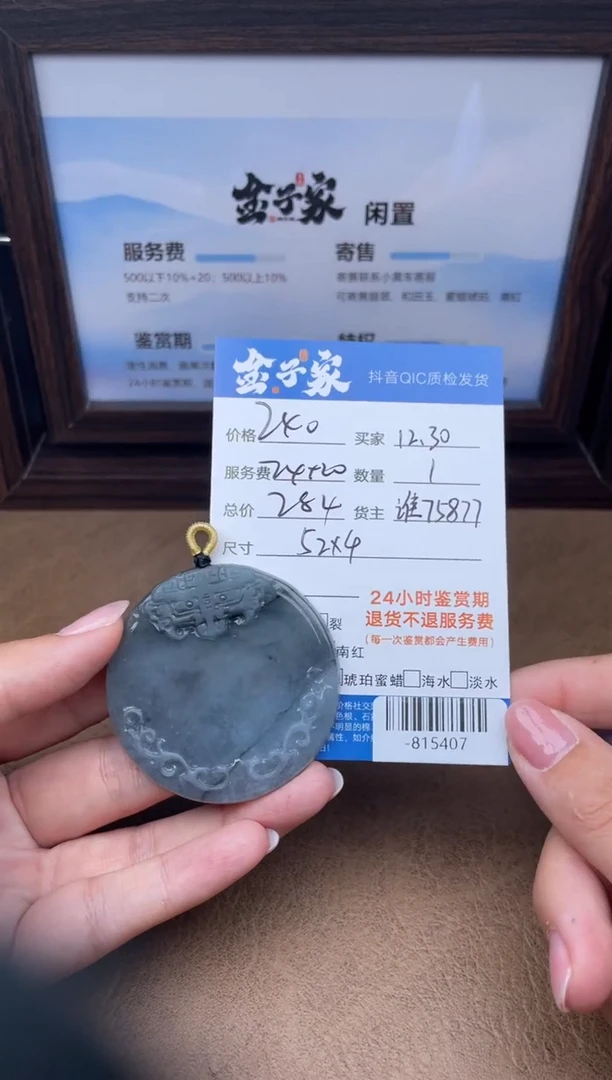 金子家 闲置
服务费
500以下10%+20; 500以上10%
支持二次
寄售
鉴赏期
金子家 抖音QIC质检发货
价格 240 买家 12.30
服务费 24+20 数量 1
总价 284 货主 谁75877
尺寸 52x4
24小时鉴赏期
退货不退服务费
(每一次鉴赏都会产生费用)
裂
南红
琥珀蜜蜡 海水 淡水
-815407